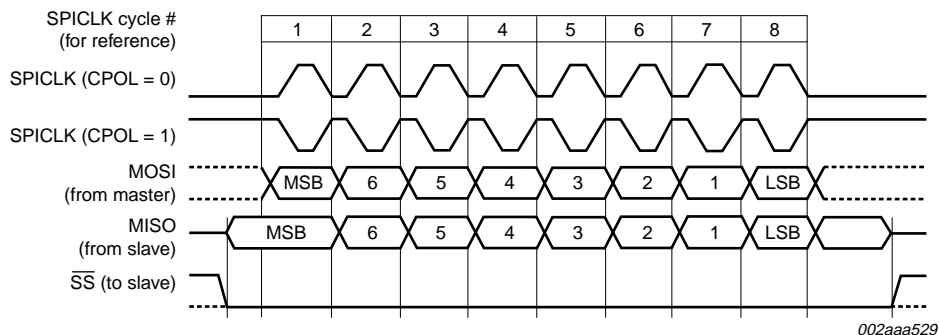 SPICLK cycle #
(for reference)
1 2 3 4 5 6 7 8
SPICLK (CPOL = 0)
SPICLK (CPOL = 1)
MOSI
(from master)
MSB 6 5 4 3 2 1 LSB
MISO
(from slave)
MSB 6 5 4 3 2 1 LSB
S̅S̅ (to slave)
002aaa529